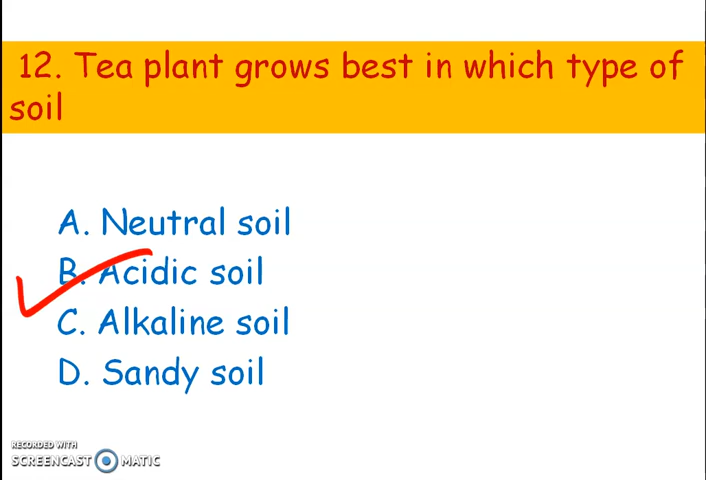 12. Tea plant grows best in which type of
soil
A. Neutral soil
B. Acidic soil
C. Alkaline soil
D. Sandy soil
RECORDED WITH
SCREENCAST MATIC